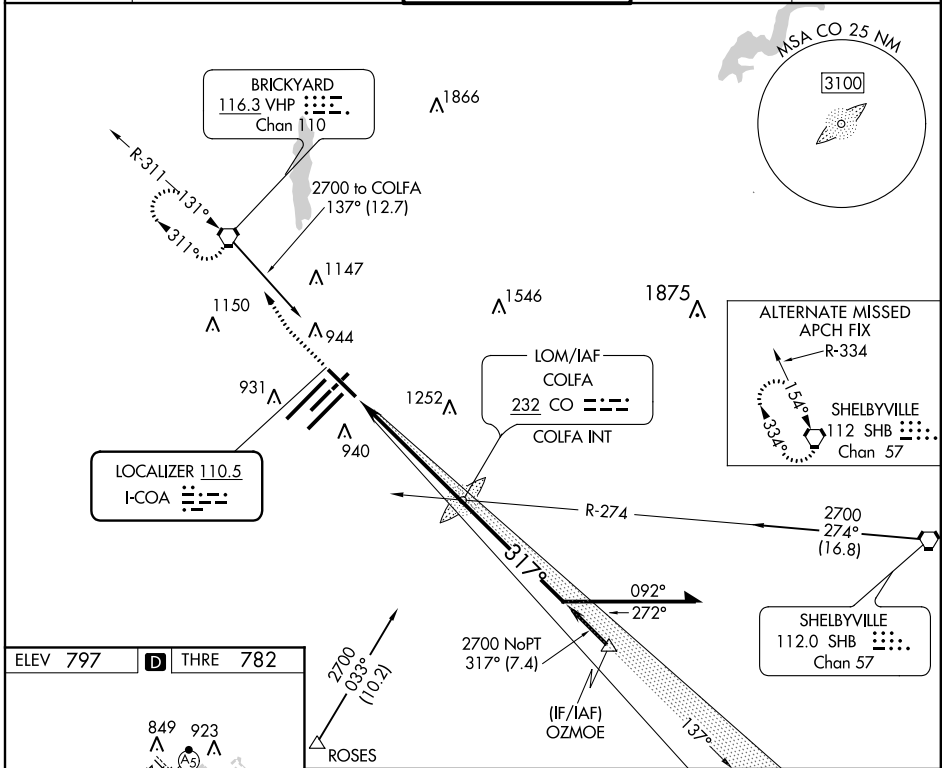 MSA CO 25 NM
3100
BRICKYARD
116.3 VHP
Chan 110
1866
R-311
131°
311°
2700 to COLFA
137° (12.7)
1147
1150
944
1546
1875
ALTERNATE MISSED
APCH FIX
R-334
154°
334°
SHELBYVILLE
112 SHB
Chan 57
LOM/IAF
COLFA
232 CO
COLFA INT
931
1252
940
LOCALIZER 110.5
I-COA
R-274
2700
274°
(16.8)
317°
092°
272°
SHELBYVILLE
112.0 SHB
Chan 57
2700 NoPT
317° (7.4)
(IF/IAF)
OZMOE
137°
2700
033°
(10.2)
ROSES
ELEV 797
D
THRE 782
849
923
A5